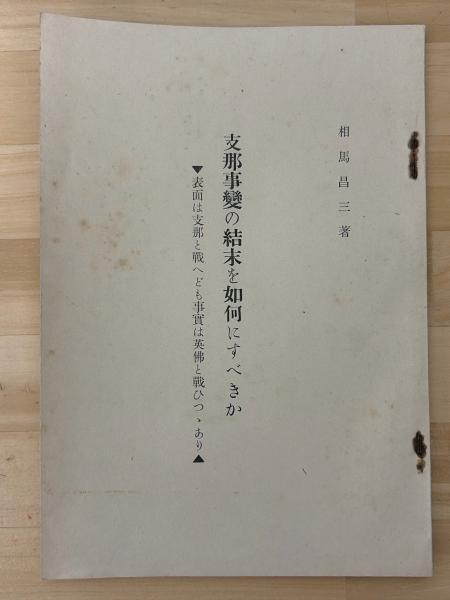 相馬昌三著
支那事變の結末を如何にすべきか
▼表面は支那と戰へども事實は英佛と戰ひつゝあり▲